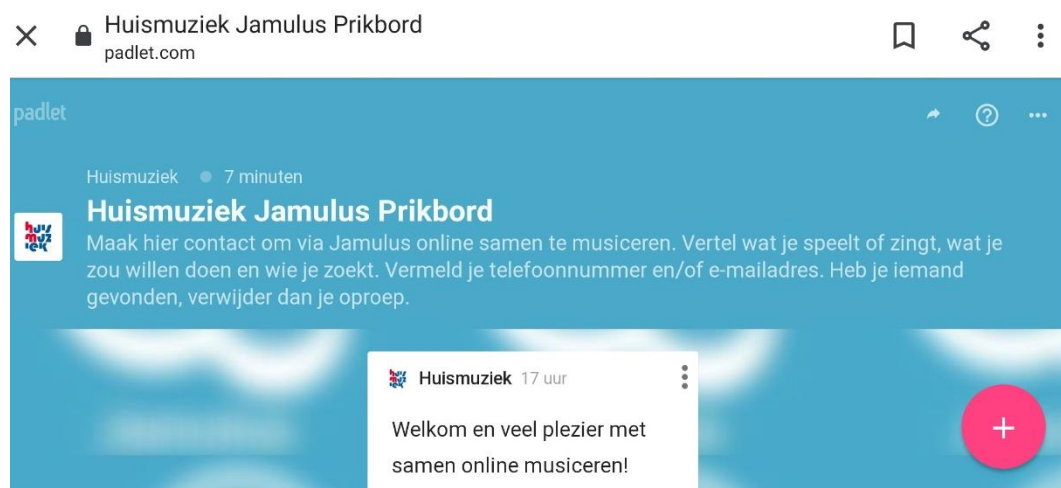 Huismuziek Jamulus Prikbord
padlet.com
padlet
Huismuziek 7 minuten
Huismuziek Jamulus Prikbord
Maak hier contact om via Jamulus online samen te musiceren. Vertel wat je speelt of zingt, wat je
zou willen doen en wie je zoekt. Vermeld je telefoonnummer en/of e-mailadres. Heb je iemand
gevonden, verwijder dan je oproep.
huis
muz
iek
Huismuziek 17 uur
Welkom en veel plezier met
samen online musiceren!